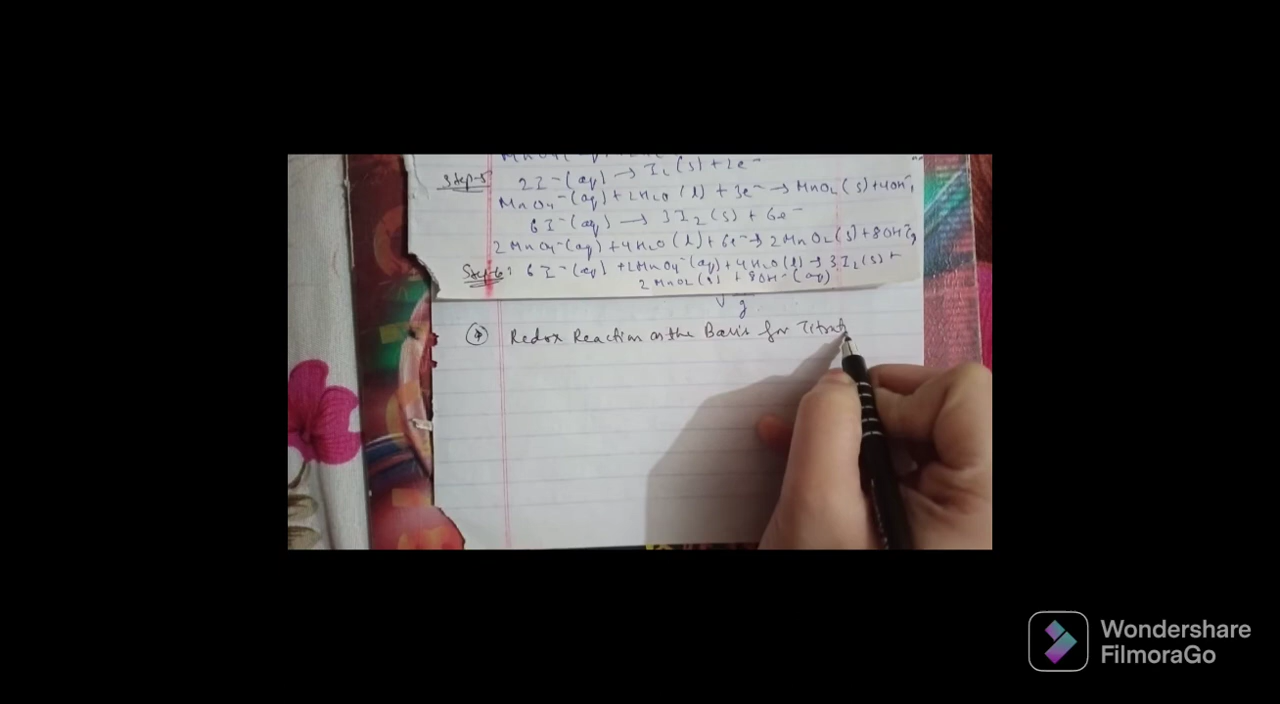 Step-5 2I⁻(aq) → I₂(s) + 2e⁻
MnO₄⁻(aq) + 2H₂O(l) + 3e⁻ → MnO₂(s) + 4OH⁻
6I⁻(aq) → 3I₂(s) + 6e⁻
2MnO₄⁻(aq) + 4H₂O(l) + 6e⁻ → 2MnO₂(s) + 8OH⁻
Step-6: 6I⁻(aq) + 2MnO₄⁻(aq) + 4H₂O(l) → 3I₂(s) +
2MnO₂(s) + 8OH⁻(aq)
g
Redox Reaction as the Basis for Titrat
Wondershare
FilmoraGo